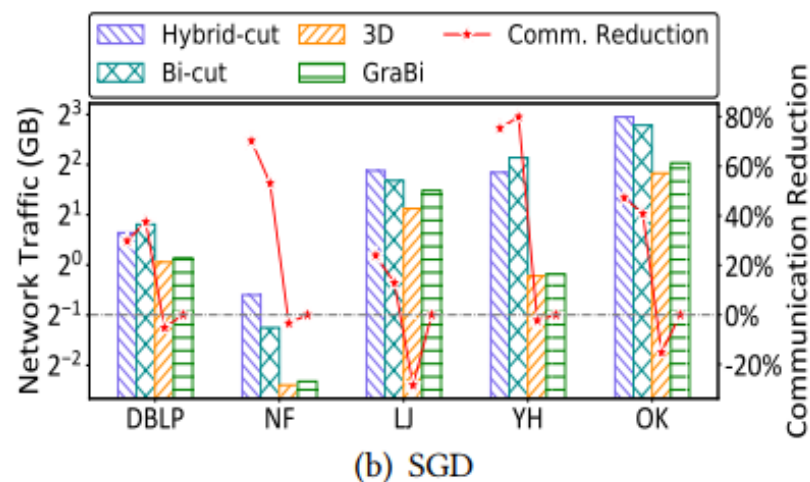 Hybrid-cut 3D Comm. Reduction
Bi-cut GraBi
Network Traffic (GB)
2^3
2^2
2^1
2^0
2^-1
2^-2
80%
60%
40%
20%
0%
-20%
Communication Reduction
DBLP NF LJ YH OK
(b) SGD